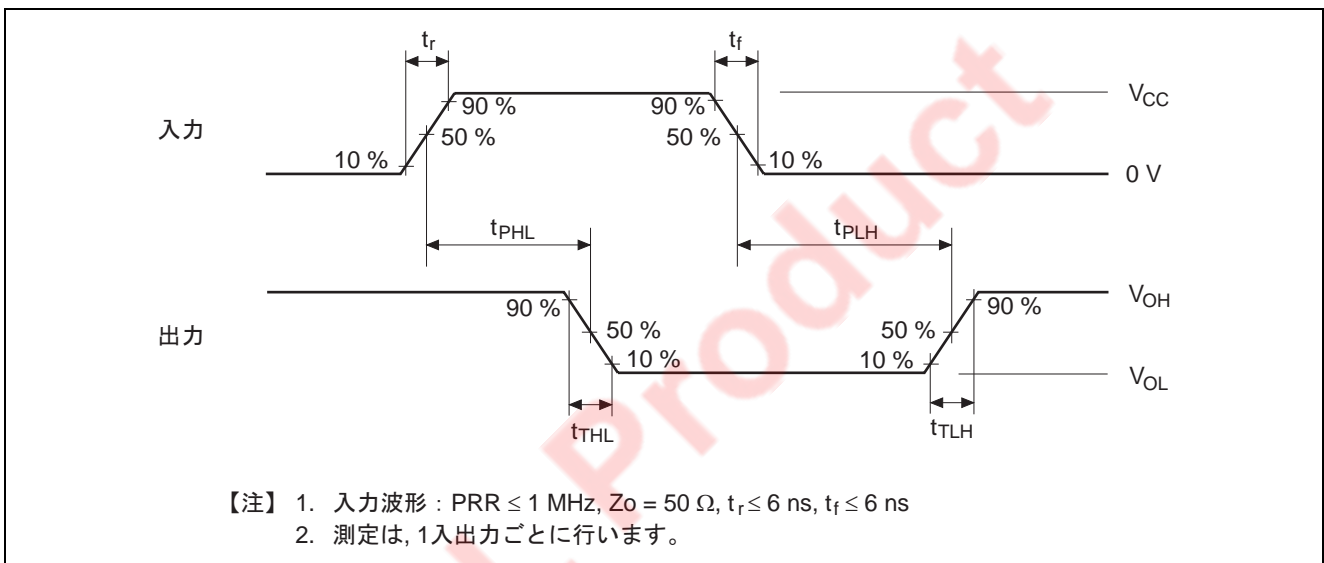 tr tf
90 % 90 % VCC
入力 50 % 50 %
10 % 10 % 0 V
tPHL tPLH
90 % 90 % VOH
出力 50 % 50 %
10 % 10 % VOL
tTHL tTLH
【注】 1. 入力波形：PRR ≤ 1 MHz, Zo = 50 Ω, tr ≤ 6 ns, tf ≤ 6 ns
2. 測定は, 1入出力ごとに行います。
Product